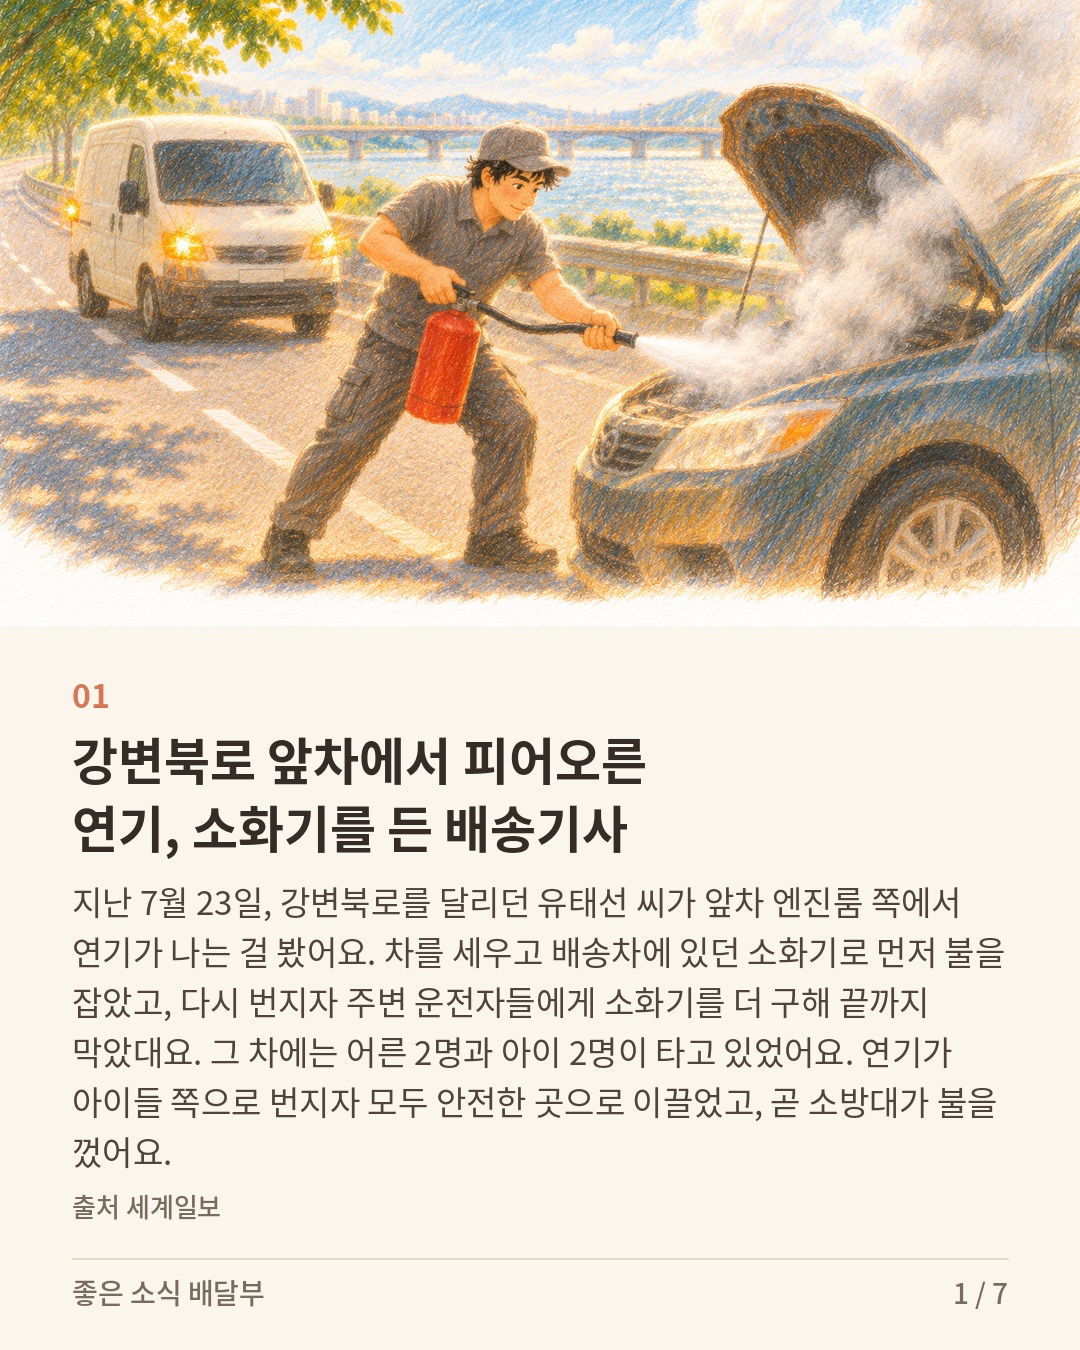 01
강변북로 앞차에서 피어오른
연기, 소화기를 든 배송기사
지난 7월 23일, 강변북로를 달리던 유태선 씨가 앞차 엔진룸 쪽에서
연기가 나는 걸 봤어요. 차를 세우고 배송차에 있던 소화기로 먼저 불을
잡았고, 다시 번지자 주변 운전자들에게 소화기를 더 구해 끝까지
막았대요. 그 차에는 어른 2명과 아이 2명이 타고 있었어요. 연기가
아이들 쪽으로 번지자 모두 안전한 곳으로 이끌었고, 곧 소방대가 불을
껐어요.
출처 세계일보
좋은 소식 배달부
1 / 7